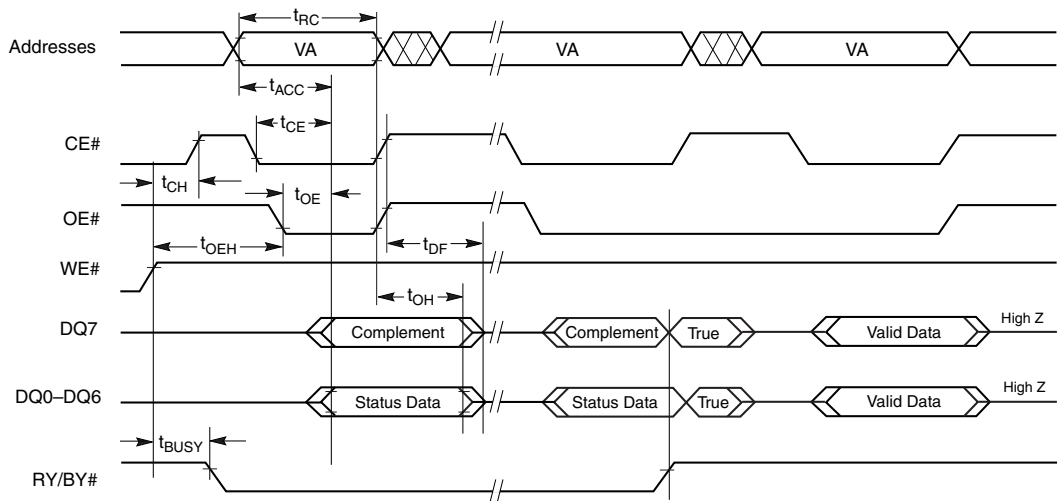 tRC
Addresses VA VA VA
tACC
tCE
CE#
tCH tOE
OE#
tOEH tDF
WE#
tOH
DQ7 Complement Complement True Valid Data High Z
DQ0–DQ6 Status Data Status Data True Valid Data High Z
tBUSY
RY/BY#